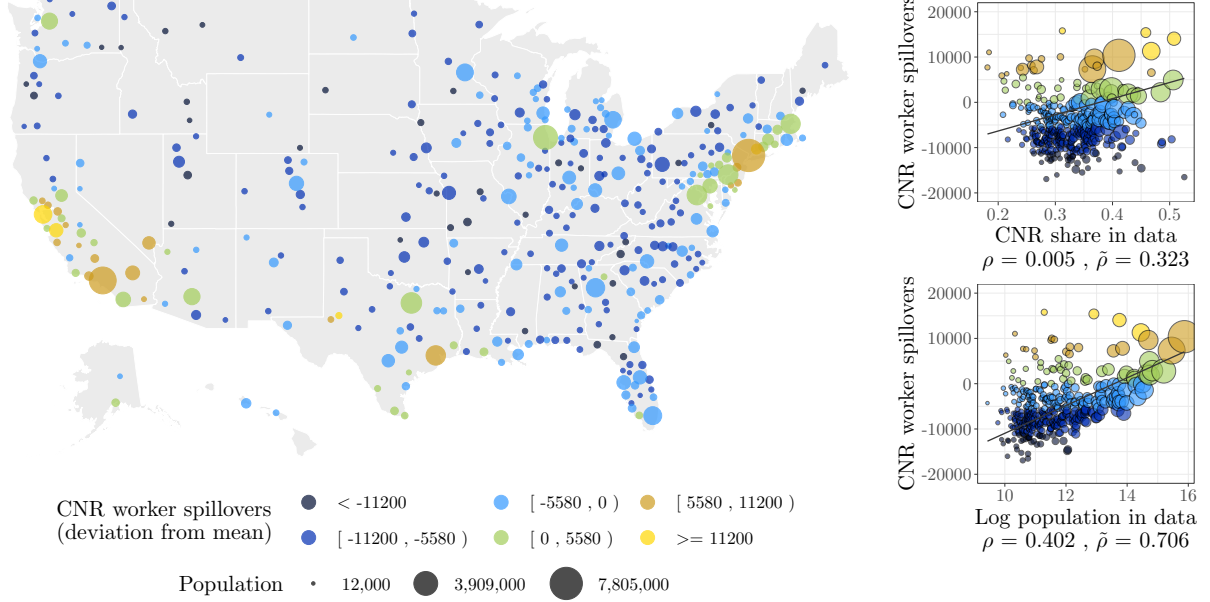 CNR worker spillovers
(deviation from mean)
< -11200
[ -5580 , 0 )
[ 5580 , 11200 )
[ -11200 , -5580 )
[ 0 , 5580 )
>= 11200
Population
12,000
3,909,000
7,805,000
CNR worker spillovers
20000
10000
0
-10000
-20000
0.2 0.3 0.4 0.5
CNR share in data
ρ = 0.005 , ρ̃ = 0.323
CNR worker spillovers
20000
10000
0
-10000
-20000
10 12 14 16
Log population in data
ρ = 0.402 , ρ̃ = 0.706